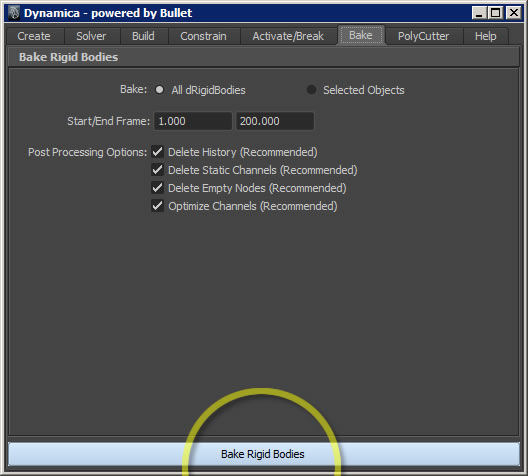 Dynamica - powered by Bullet
Create Solver Build Constrain Activate/Break Bake PolyCutter Help
Bake Rigid Bodies
Bake: All dRigidBodies Selected Objects
Start/End Frame: 1.000 200.000
Post Processing Options: Delete History (Recommended)
Delete Static Channels (Recommended)
Delete Empty Nodes (Recommended)
Optimize Channels (Recommended)
Bake Rigid Bodies